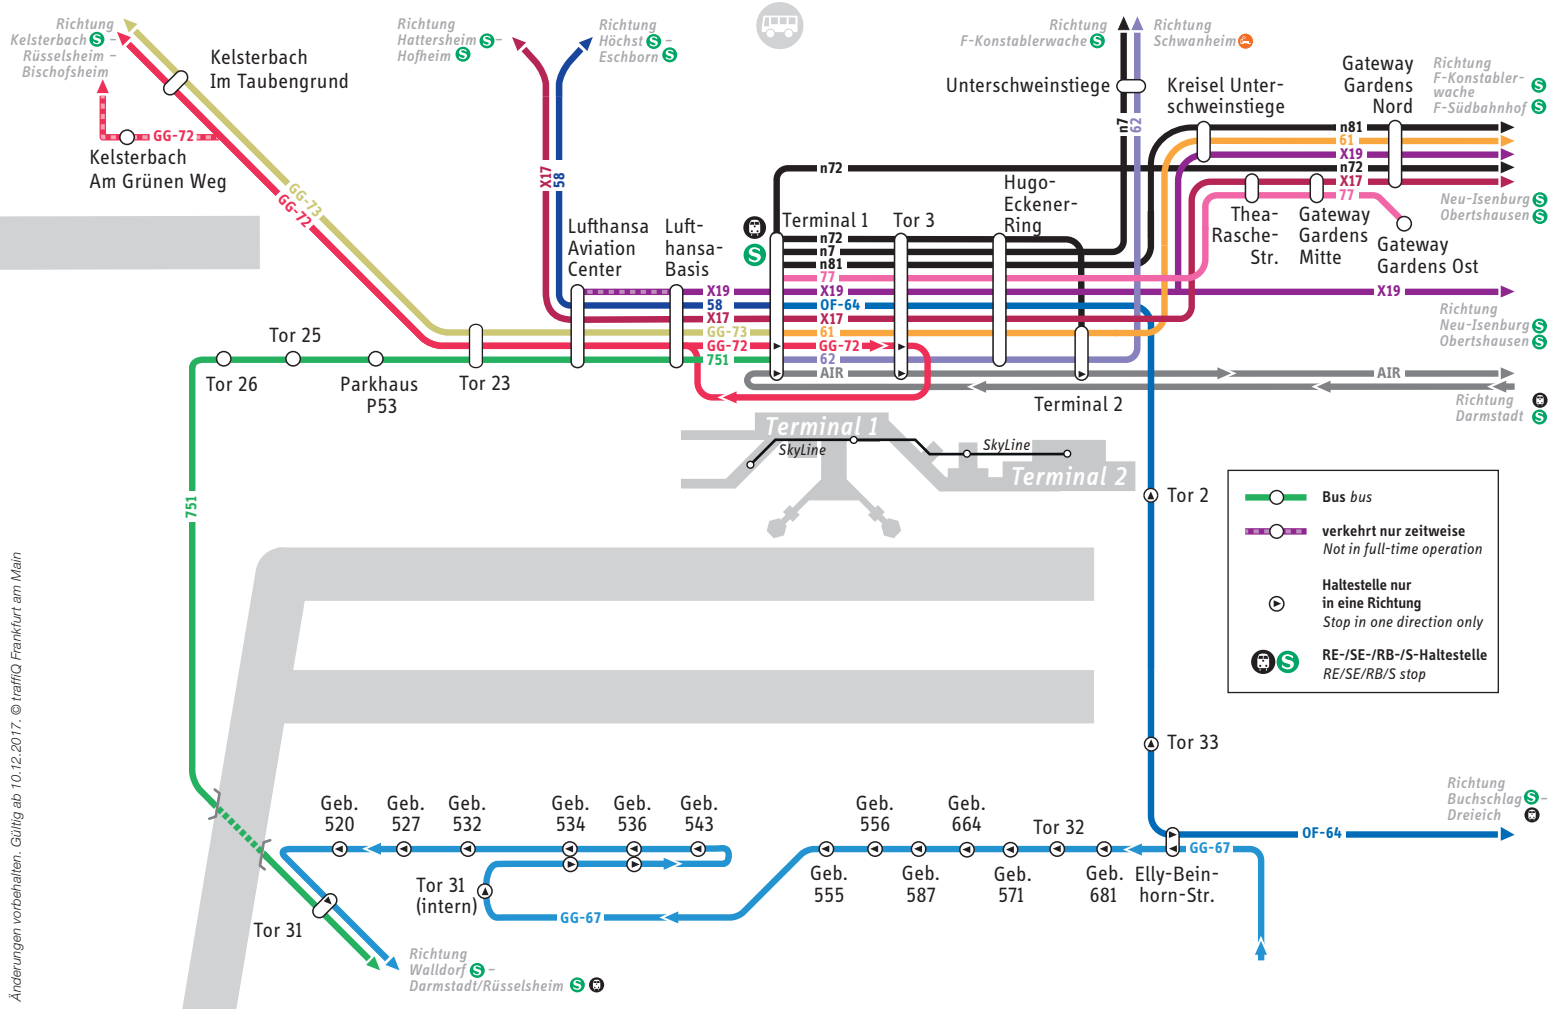 Richtung
Kelsterbach S –
Rüsselsheim –
Bischofsheim
Kelsterbach
Im Taubengrund
GG-72
Kelsterbach
Am Grünen Weg
GG-73
GG-72
Richtung
Hattersheim S –
Hofheim S
Richtung
Höchst S –
Eschborn S
X17
58
Richtung
F-Konstablerwache S
Richtung
Schwanheim
Unterschweinstiege
n7
62
Kreisel Unter-
schweinstiege
Gateway
Gardens
Nord
Richtung
F-Konstabler-
wache S
F-Südbahnhof S
n81
61
X19
n72
X17
77
n72
Neu-Isenburg S
Obertshausen S
Thea-
Rasche-
Str.
Gateway
Gardens
Mitte
Gateway
Gardens Ost
Lufthansa
Aviation
Center
Luft-
hansa-
Basis
S
Terminal 1
Tor 3
Hugo-
Eckener-
Ring
n72
n7
n81
77
X19
X19
X19
58
OF-64
X17
X17
GG-73
61
GG-72
GG-72
751
62
AIR
AIR
Richtung
Neu-Isenburg S
Obertshausen S
Richtung
Darmstadt S
Tor 26
Tor 25
Parkhaus
P53
Tor 23
Terminal 2
Terminal 1
SkyLine
SkyLine
Terminal 2
751
Tor 2
Tor 33
Bus bus
verkehrt nur zeitweise
Not in full-time operation
Haltestelle nur
in eine Richtung
Stop in one direction only
S
RE-/SE-/RB-/S-Haltestelle
RE/SE/RB/S stop
Richtung
Buchschlag S –
Dreieich
OF-64
Geb.
520
Geb.
527
Geb.
532
Geb.
534
Geb.
536
Geb.
543
Geb.
556
Geb.
664
Tor 32
GG-67
Geb.
555
Geb.
587
Geb.
571
Geb.
681
Elly-Bein-
horn-Str.
Tor 31
(intern)
GG-67
Tor 31
Richtung
Walldorf S –
Darmstadt/Rüsselsheim S
Änderungen vorbehalten. Gültig ab 10.12.2017. © traffiQ Frankfurt am Main